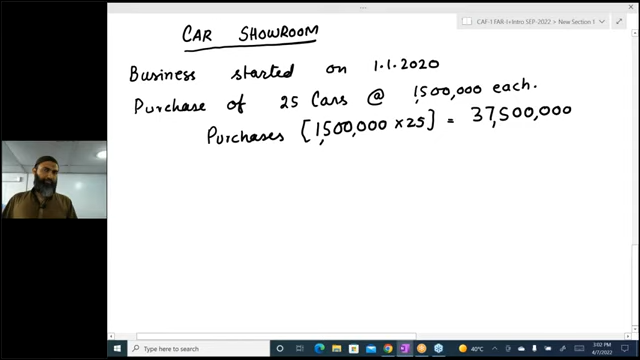 CAF-1 FAR-1+Intro SEP-2022 > New Section 1
CAR SHOWROOM
Business started on 1.1.2020
Purchase of 25 Cars @ 1,500,000 each.
Purchases [1,500,000 × 25] = 37,500,000
Type here to search
40°C
3:02 PM
4/7/2022